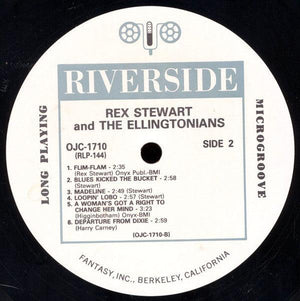 RIVERSIDE
REX STEWART
and THE ELLINGTONIANS
OJC-1710
(RLP-144)
SIDE 2
LONG PLAYING
MICROGROOVE
1. FLIM-FLAM - 2:35
(Rex Stewart) Onyx Publ.-BMI
2. BLUES KICKED THE BUCKET - 2:58
(Stewart)
3. MADELINE - 2:49 (Stewart)
4. LOOPIN' LOBO - 2:57 (Stewart)
5. A WOMAN'S GOT A RIGHT TO
CHANGE HER MIND - 3:23
(Higginbotham) Onyx-BMI
6. DEPARTURE FROM DIXIE - 2:59
(Harry Carney)
(OJC-1710-B)
FANTASY, INC., BERKELEY, CALIFORNIA